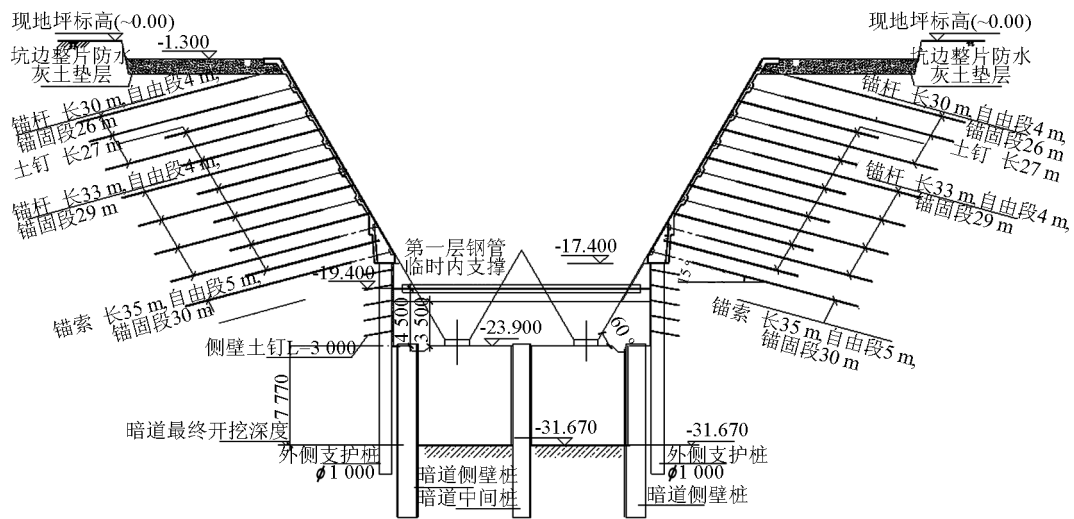 现地坪标高(~0.00)
坑边整片防水
灰土垫层
-1.300
锚杆 长30 m,自由段4 m,
锚固段26 m
土钉 长27 m
锚杆 长33 m,自由段4 m,
锚固段29 m
锚索 长35 m,自由段5 m,
锚固段30 m
-19.400
第一层钢管
临时内支撑
-17.400
4 500
3 500
-23.900
60°
15°
侧壁土钉L=3 000
7 770
暗道最终开挖深度
外侧支护桩
ϕ1 000
暗道侧壁桩
暗道中间桩
-31.670
-31.670
外侧支护桩
ϕ1 000
暗道侧壁桩
现地坪标高(~0.00)
坑边整片防水
灰土垫层
锚杆 长30 m,自由段4 m,
锚固段26 m
土钉 长27 m
锚杆 长33 m,自由段4 m,
锚固段29 m
锚索 长35 m,自由段5 m,
锚固段30 m